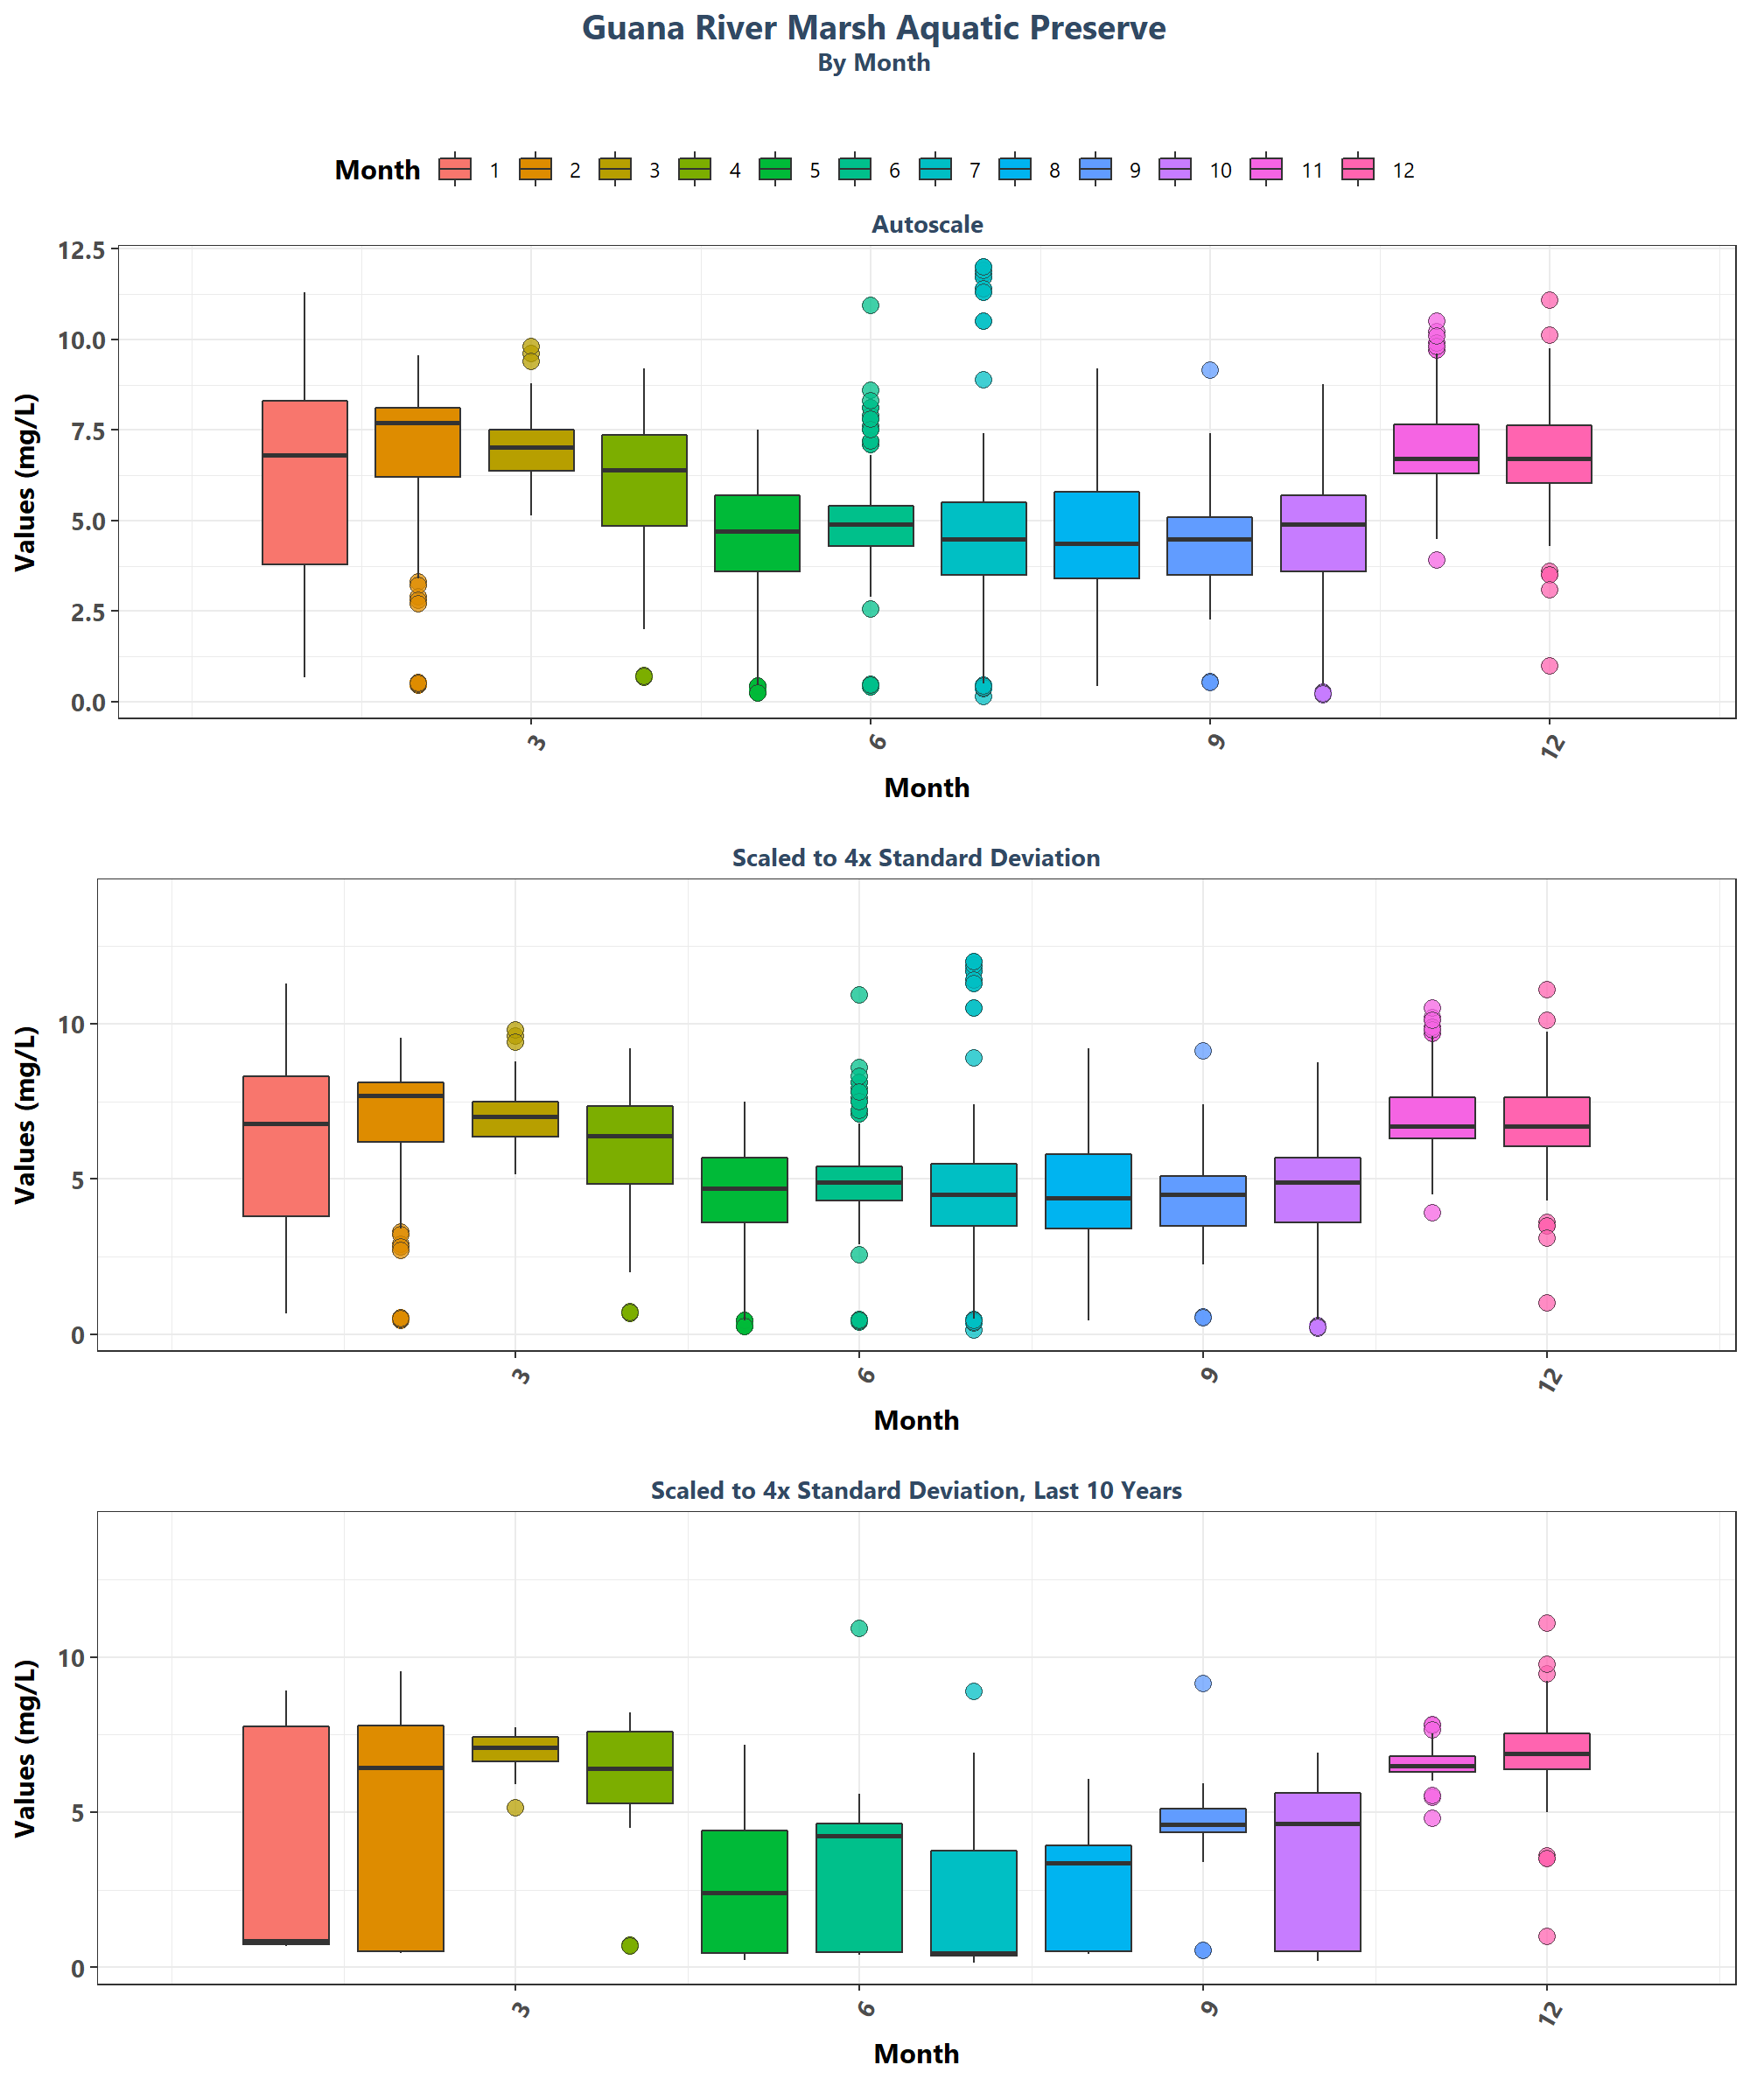 Guana River Marsh Aquatic Preserve
By Month
Month 1 2 3 4 5 6 7 8 9 10 11 12
Autoscale
Values (mg/L)
12.5
10.0
7.5
5.0
2.5
0.0
3 6 9 12
Month
Scaled to 4x Standard Deviation
Values (mg/L)
10
5
0
3 6 9 12
Month
Scaled to 4x Standard Deviation, Last 10 Years
Values (mg/L)
10
5
0
3 6 9 12
Month